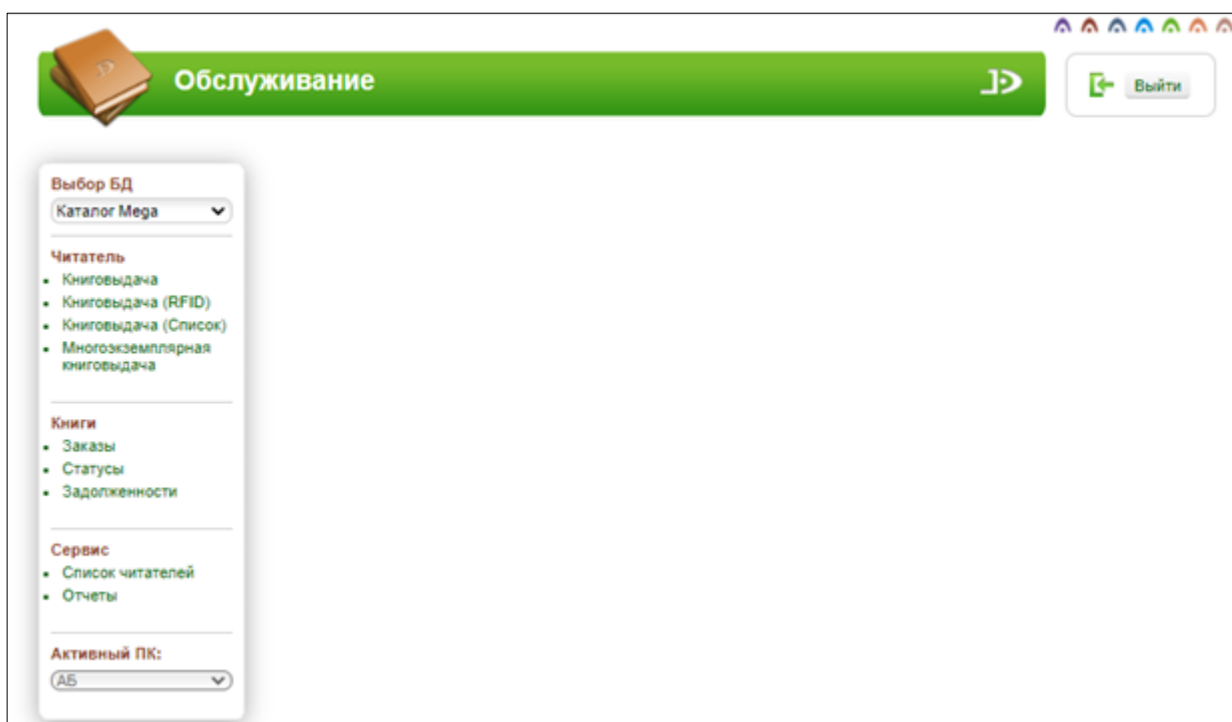 Обслуживание
Выйти
Выбор БД
Каталог Mega
Читатель
Книговыдача
Книговыдача (RFID)
Книговыдача (Список)
Многоэкземплярная
книговыдача
Книги
Заказы
Статусы
Задолженности
Сервис
Список читателей
Отчеты
Активный ПК:
АБ